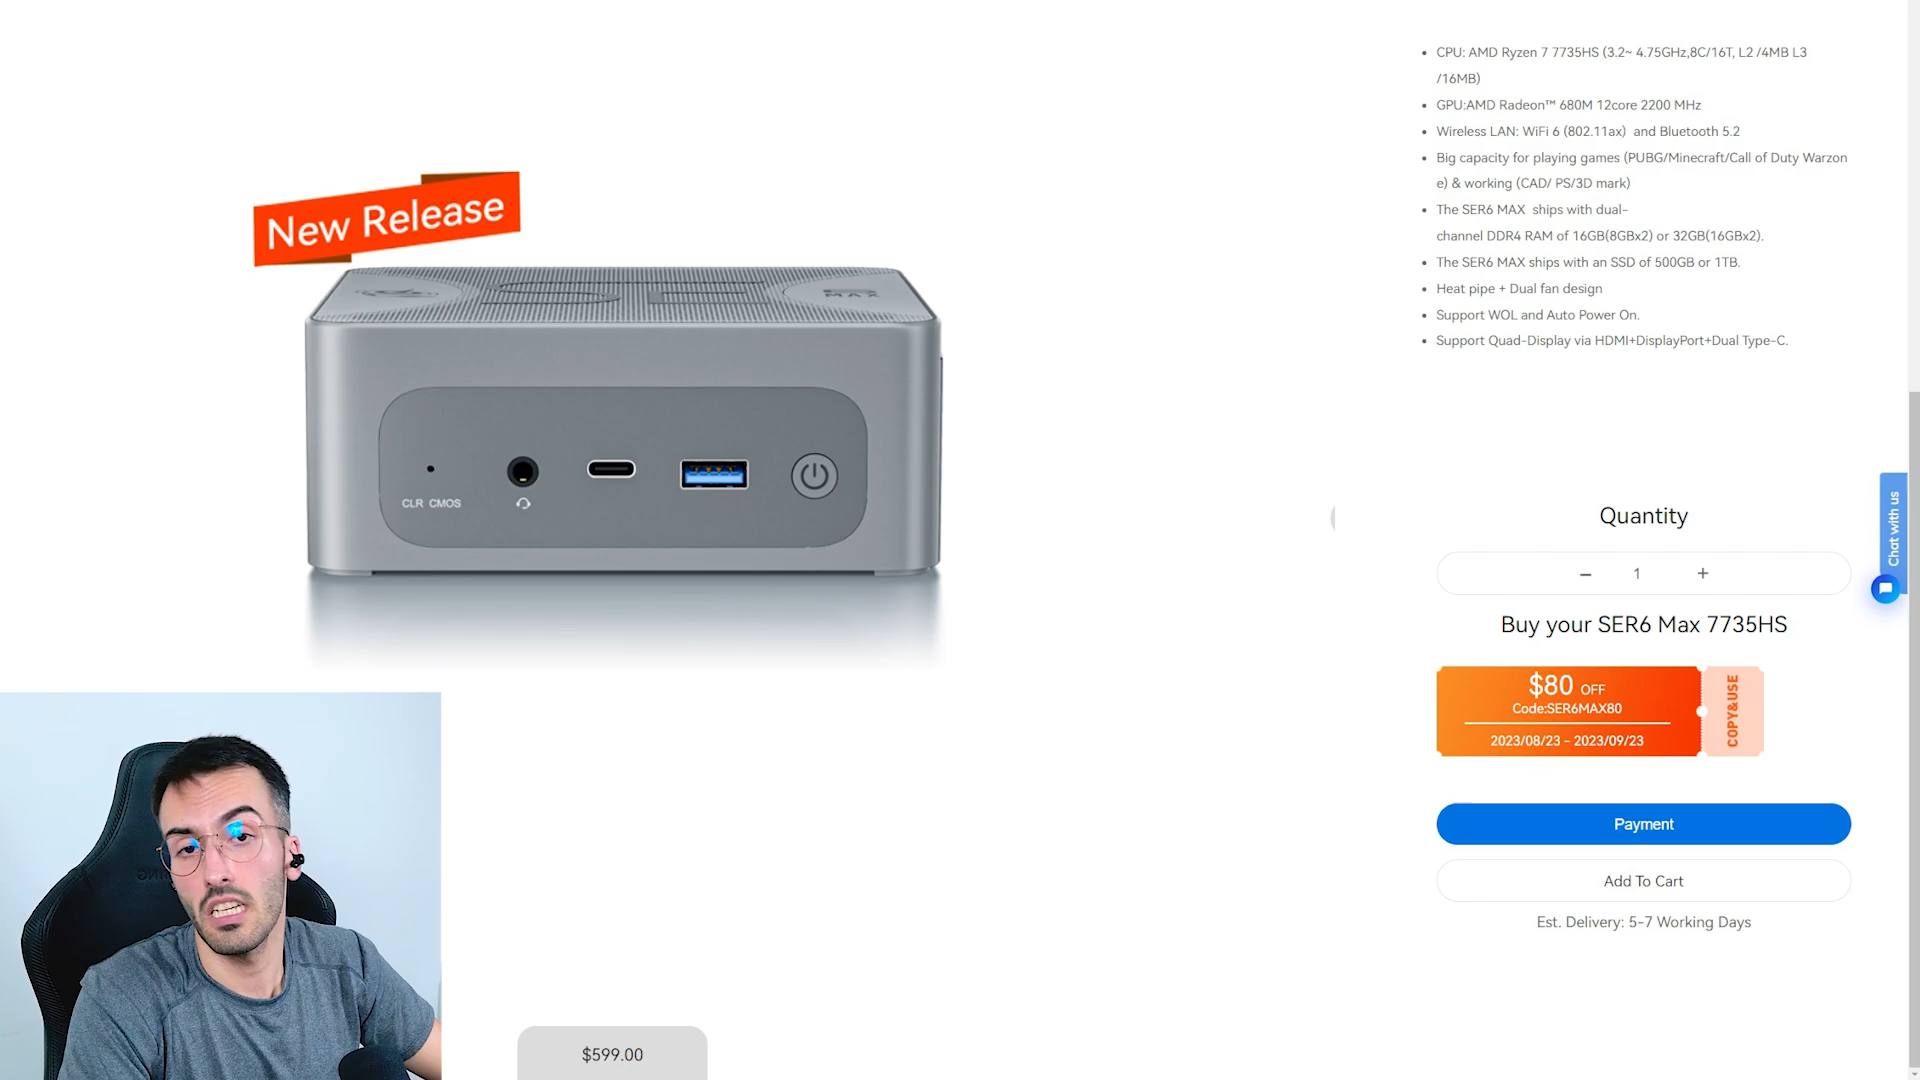 CPU: AMD Ryzen 7 7735HS (3.2~ 4.75GHz,8C/16T, L2 /4MB L3
/16MB)
GPU:AMD Radeon™ 680M 12core 2200 MHz
Wireless LAN: WiFi 6 (802.11ax) and Bluetooth 5.2
Big capacity for playing games (PUBG/Minecraft/Call of Duty Warzon
e) & working (CAD/ PS/3D mark)
The SER6 MAX ships with dual-
channel DDR4 RAM of 16GB(8GBx2) or 32GB(16GBx2).
The SER6 MAX ships with an SSD of 500GB or 1TB.
Heat pipe + Dual fan design
Support WOL and Auto Power On.
Support Quad-Display via HDMI+DisplayPort+Dual Type-C.
New Release
MAX
CLR CMOS
Quantity
− 1 +
Buy your SER6 Max 7735HS
$80 OFF
Code:SER6MAX80
2023/08/23 - 2023/09/23
COPY&USE
Payment
Add To Cart
Est. Delivery: 5-7 Working Days
Chat with us
$599.00